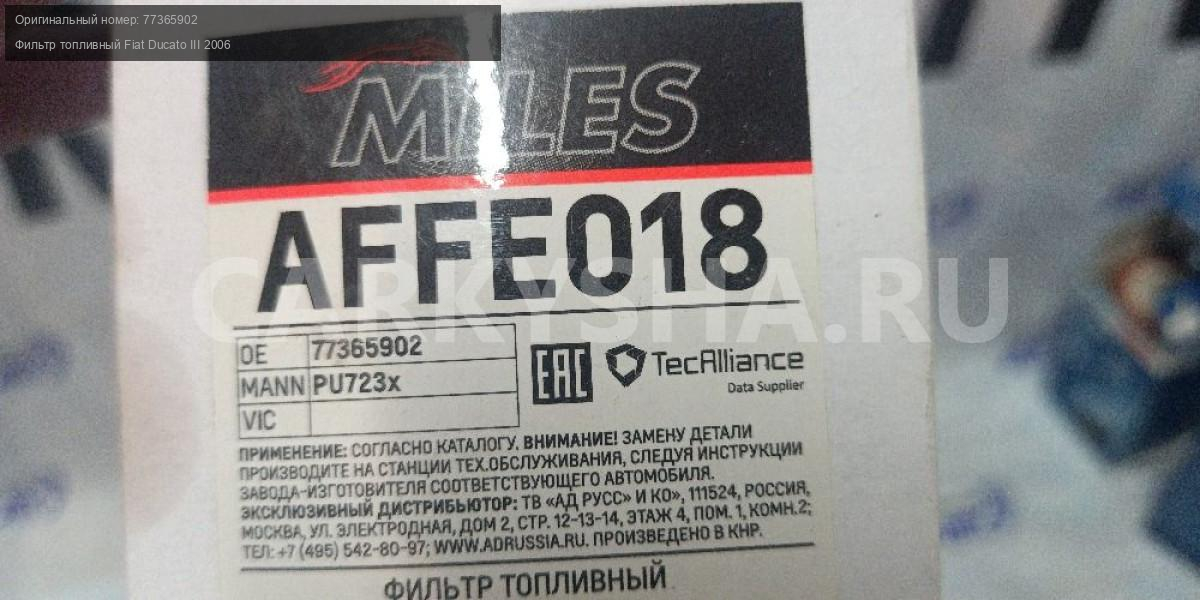 Оригинальный номер: 77365902
Фильтр топливный Fiat Ducato III 2006
MILES
AFFE018
CARKYSHA.RU
OE 77365902
MANN PU723x
VIC
EAC TecAlliance
Data Supplier
ПРИМЕНЕНИЕ: СОГЛАСНО КАТАЛОГУ. ВНИМАНИЕ! ЗАМЕНУ ДЕТАЛИ
ПРОИЗВОДИТЕ НА СТАНЦИИ ТЕХ.ОБСЛУЖИВАНИЯ, СЛЕДУЯ ИНСТРУКЦИИ
ЗАВОДА-ИЗГОТОВИТЕЛЯ СООТВЕТСТВУЮЩЕГО АВТОМОБИЛЯ.
ЭКСКЛЮЗИВНЫЙ ДИСТРИБЬЮТОР: ТВ «АД РУСС» И КО», 111524, РОССИЯ,
МОСКВА, УЛ. ЭЛЕКТРОДНАЯ, ДОМ 2, СТР. 12-13-14, ЭТАЖ 4, ПОМ. 1, КОМН.2;
ТЕЛ: +7 (495) 542-80-97; WWW.ADRUSSIA.RU. ПРОИЗВЕДЕНО В КНР.
ФИЛЬТР ТОПЛИВНЫЙ